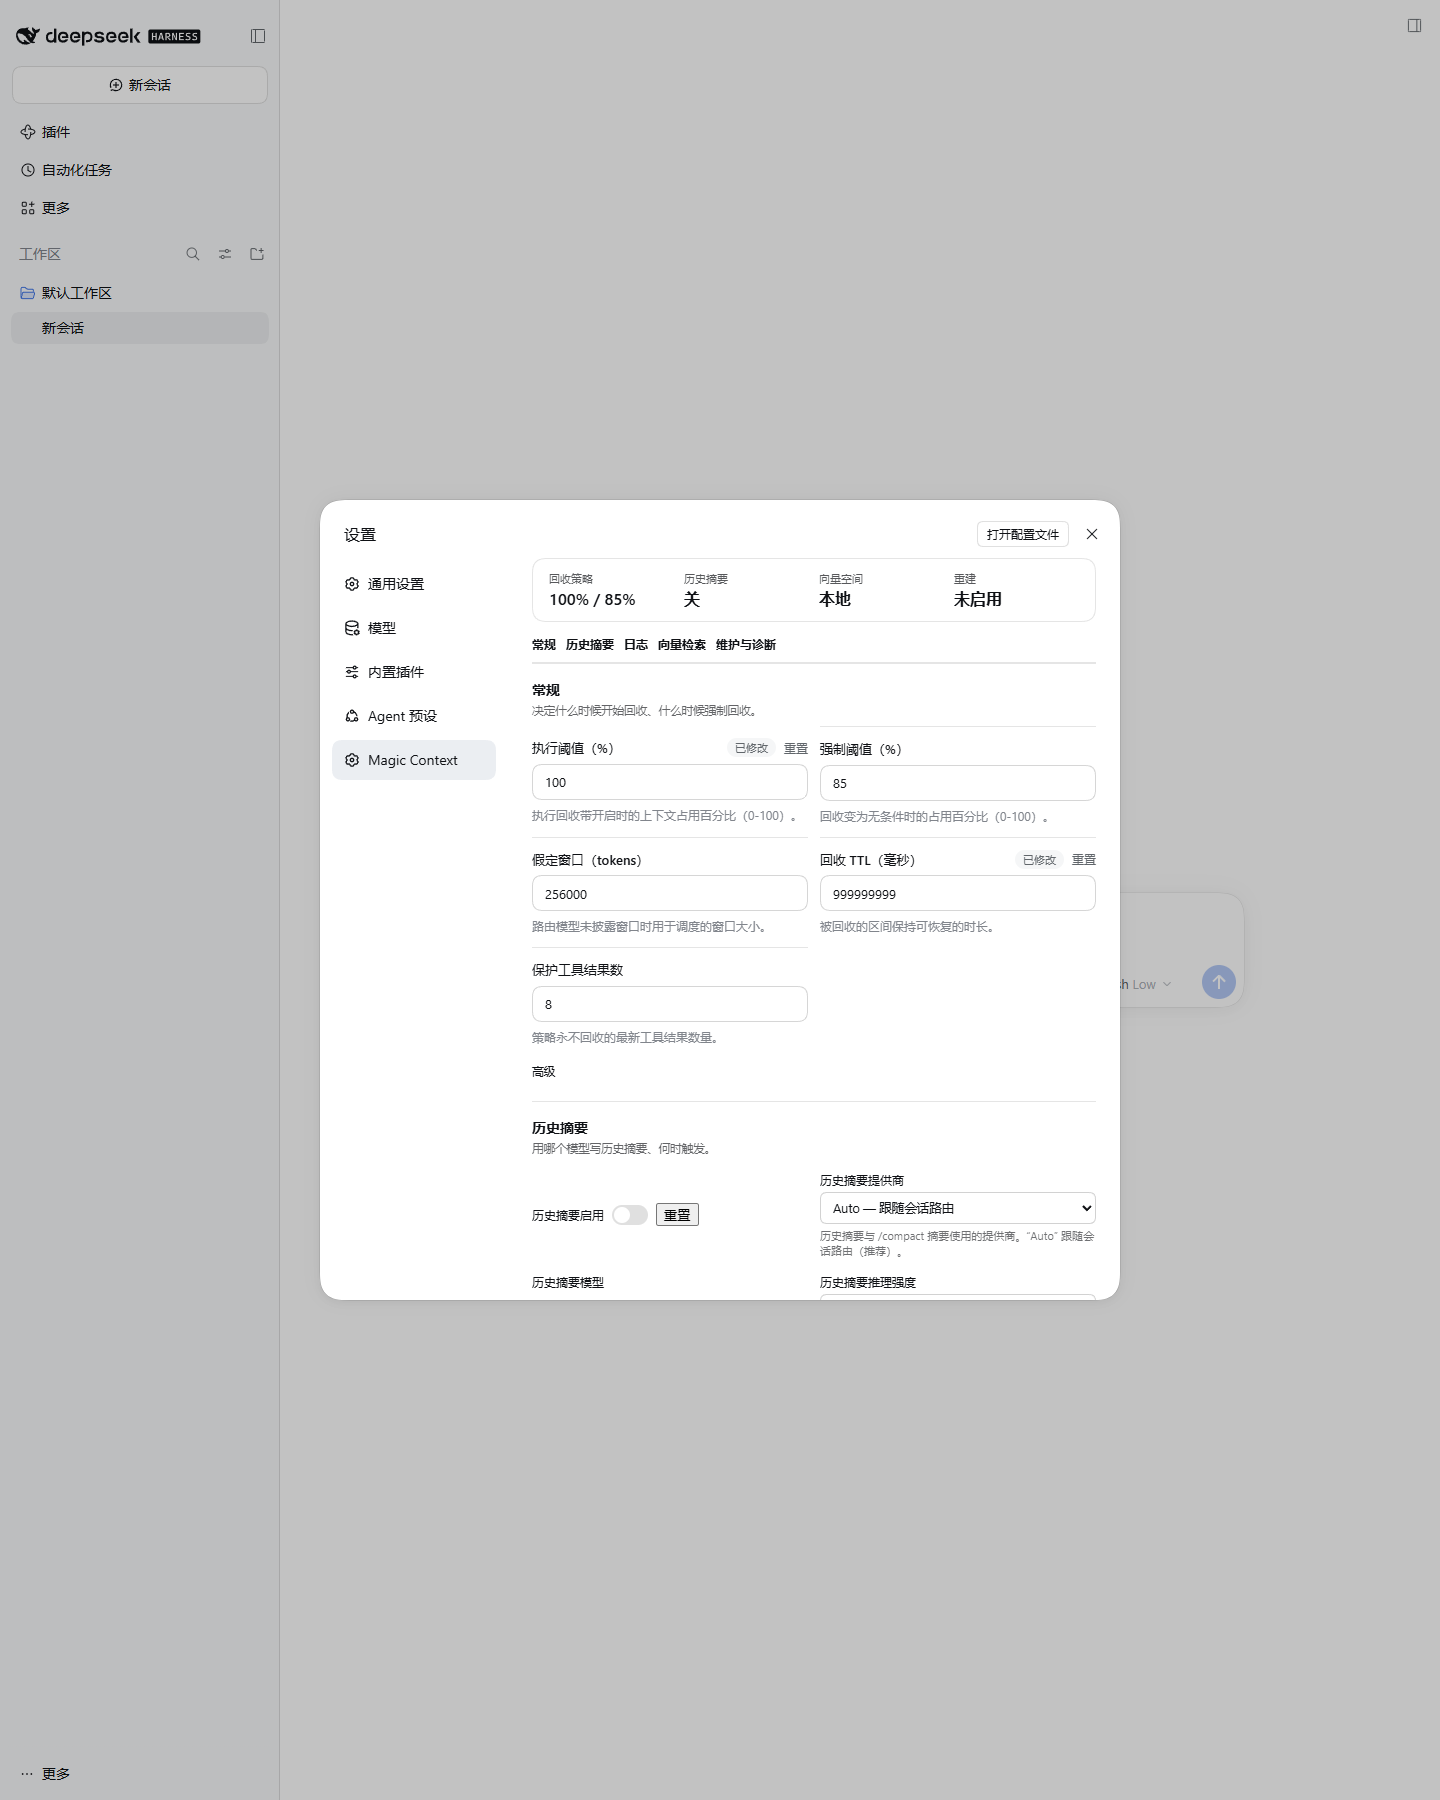 deepseek HARNESS
新会话
插件
自动化任务
更多
工作区
默认工作区
新会话
更多
设置
打开配置文件
通用设置
模型
内置插件
Agent 预设
Magic Context
回收策略
100% / 85%
历史摘要
关
向量空间
本地
重建
未启用
常规 历史摘要 日志 向量检索 维护与诊断
常规
决定什么时候开始回收、什么时候强制回收。
执行阈值（%） 已修改 重置
100
执行回收带开启时的上下文占用百分比（0-100）。
强制阈值（%）
85
回收变为无条件时的占用百分比（0-100）。
假定窗口（tokens）
256000
路由模型未披露窗口时用于调度的窗口大小。
回收 TTL（毫秒） 已修改 重置
999999999
被回收的区间保持可恢复的时长。
保护工具结果数
8
策略永不回收的最新工具结果数量。
高级
历史摘要
用哪个模型写历史摘要、何时触发。
历史摘要启用 重置
历史摘要提供商
Auto — 跟随会话路由
历史摘要与 /compact 摘要使用的提供商。“Auto” 跟随会
话路由（推荐）。
历史摘要模型
历史摘要推理强度
Low